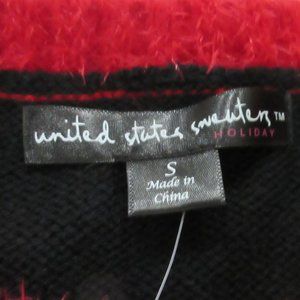 united states sweaters™
HOLIDAY
S
Made in
China